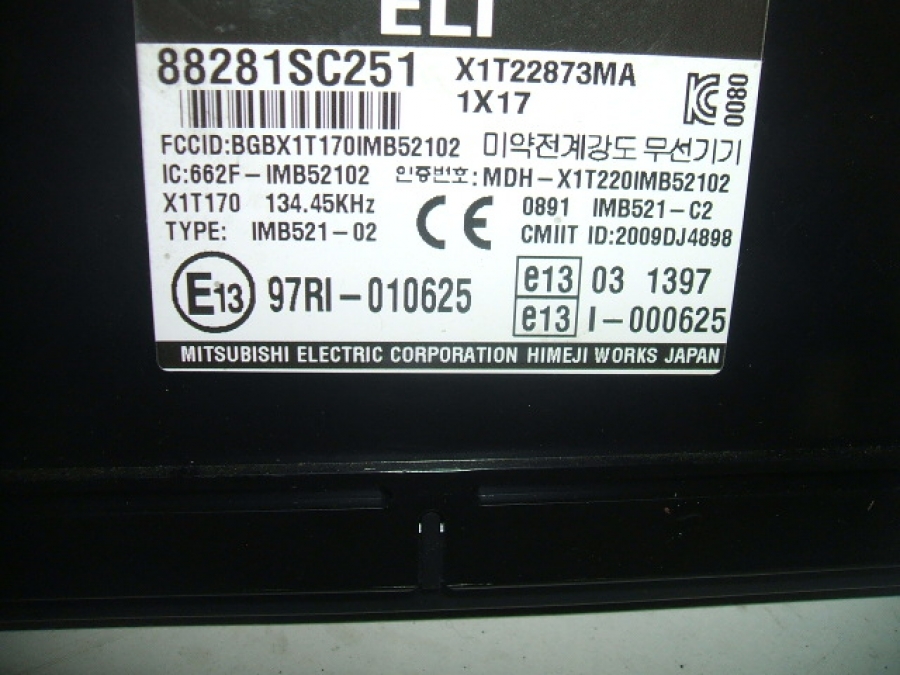 ELI
88281SC251 X1T22873MA
1X17
0080
FCCID:BGBX1T170IMB52102 미약전계강도 무선기기
IC:662F-IMB52102 인증번호:MDH-X1T220IMB52102
X1T170 134.45KHz CE 0891 IMB521-C2
TYPE: IMB521-02 CMIIT ID:2009DJ4898
E13 97RI-010625 e13 03 1397
e13 I-000625
MITSUBISHI ELECTRIC CORPORATION HIMEJI WORKS JAPAN